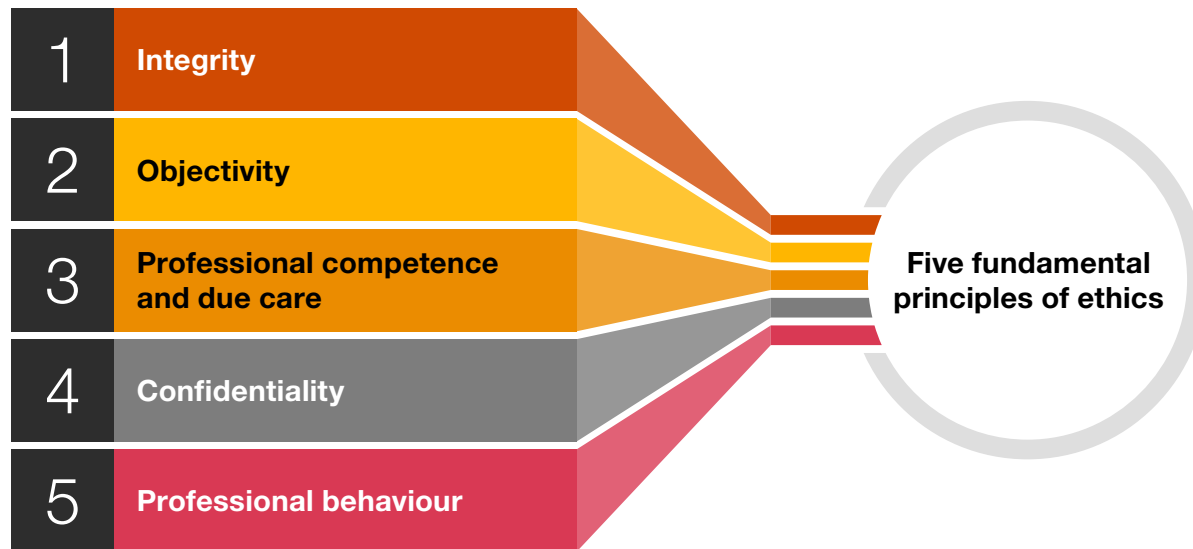 1
Integrity
2
Objectivity
3
Professional competence
and due care
4
Confidentiality
5
Professional behaviour
Five fundamental
principles of ethics